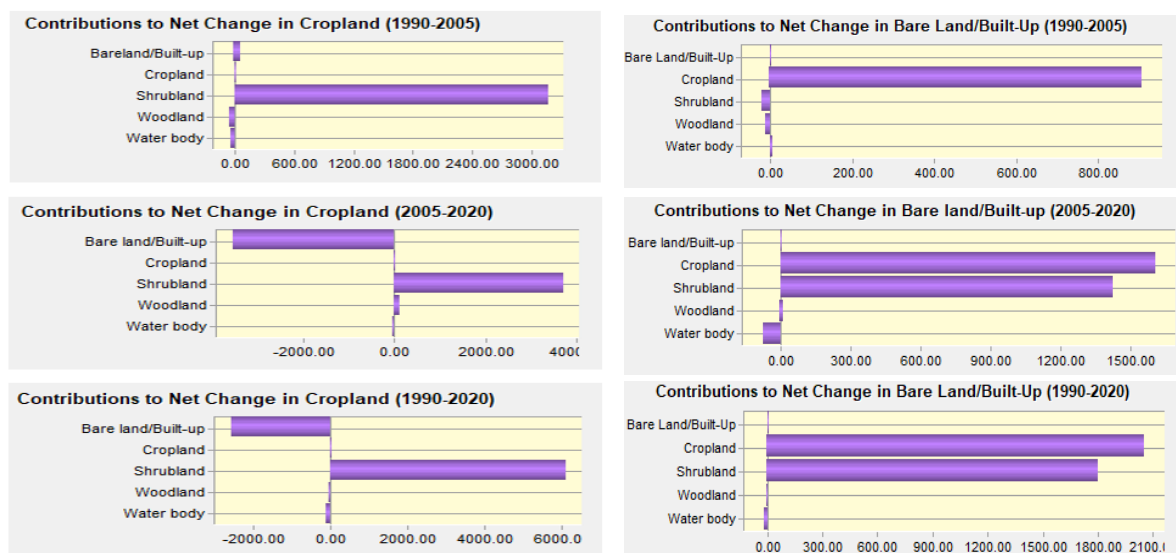 Contributions to Net Change in Cropland (1990-2005)
Bareland/Built-up
Cropland
Shrubland
Woodland
Water body
0.00 600.00 1200.00 1800.00 2400.00 3000.00
Contributions to Net Change in Bare Land/Built-Up (1990-2005)
Bare Land/Built-Up
Cropland
Shrubland
Woodland
Water body
0.00 200.00 400.00 600.00 800.00
Contributions to Net Change in Cropland (2005-2020)
Bare land/Built-up
Cropland
Shrubland
Woodland
Water body
-2000.00 0.00 2000.00 4000
Contributions to Net Change in Bare land/Built-up (2005-2020)
Bare land/Built-up
Cropland
Shrubland
Woodland
Water body
0.00 300.00 600.00 900.00 1200.00 1500.00
Contributions to Net Change in Cropland (1990-2020)
Bare land/Built-up
Cropland
Shrubland
Woodland
Water body
-2000.00 0.00 2000.00 4000.00 6000.00
Contributions to Net Change in Bare Land/Built-Up (1990-2020)
Bare Land/Built-Up
Cropland
Shrubland
Woodland
Water body
0.00 300.00 600.00 900.00 1200.00 1500.00 1800.00 2100.